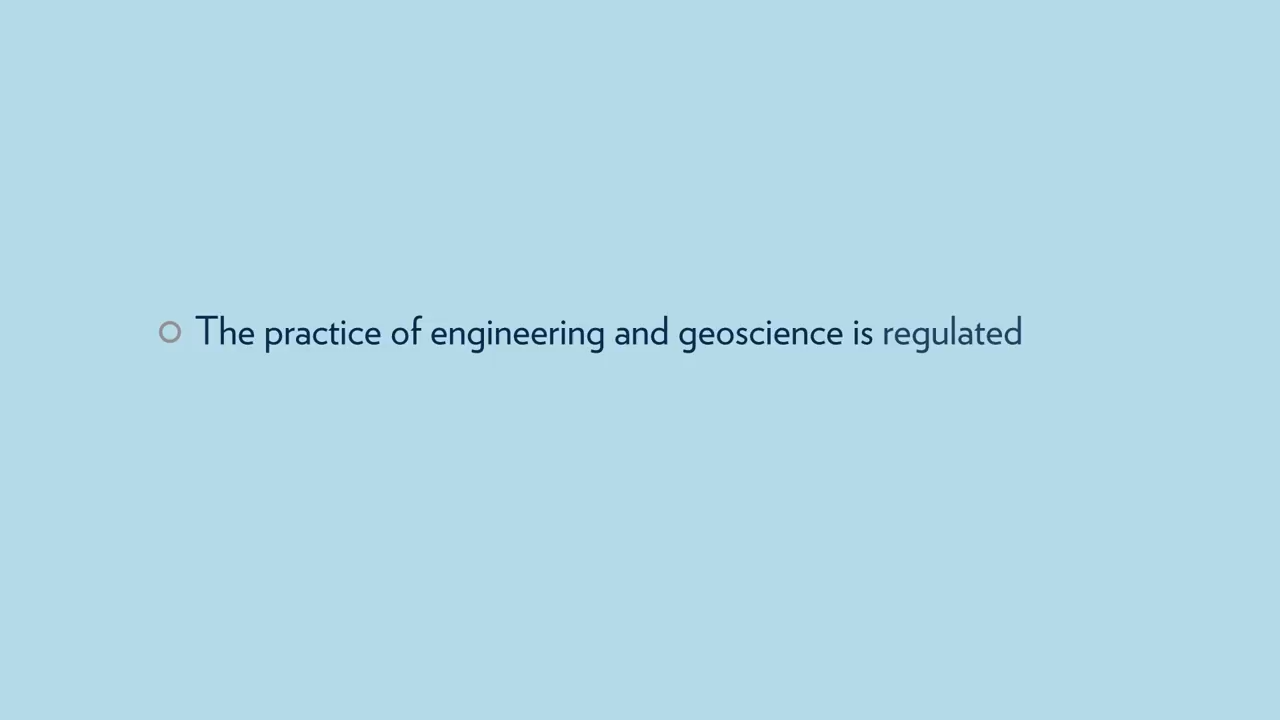 The practice of engineering and geoscience is regulated